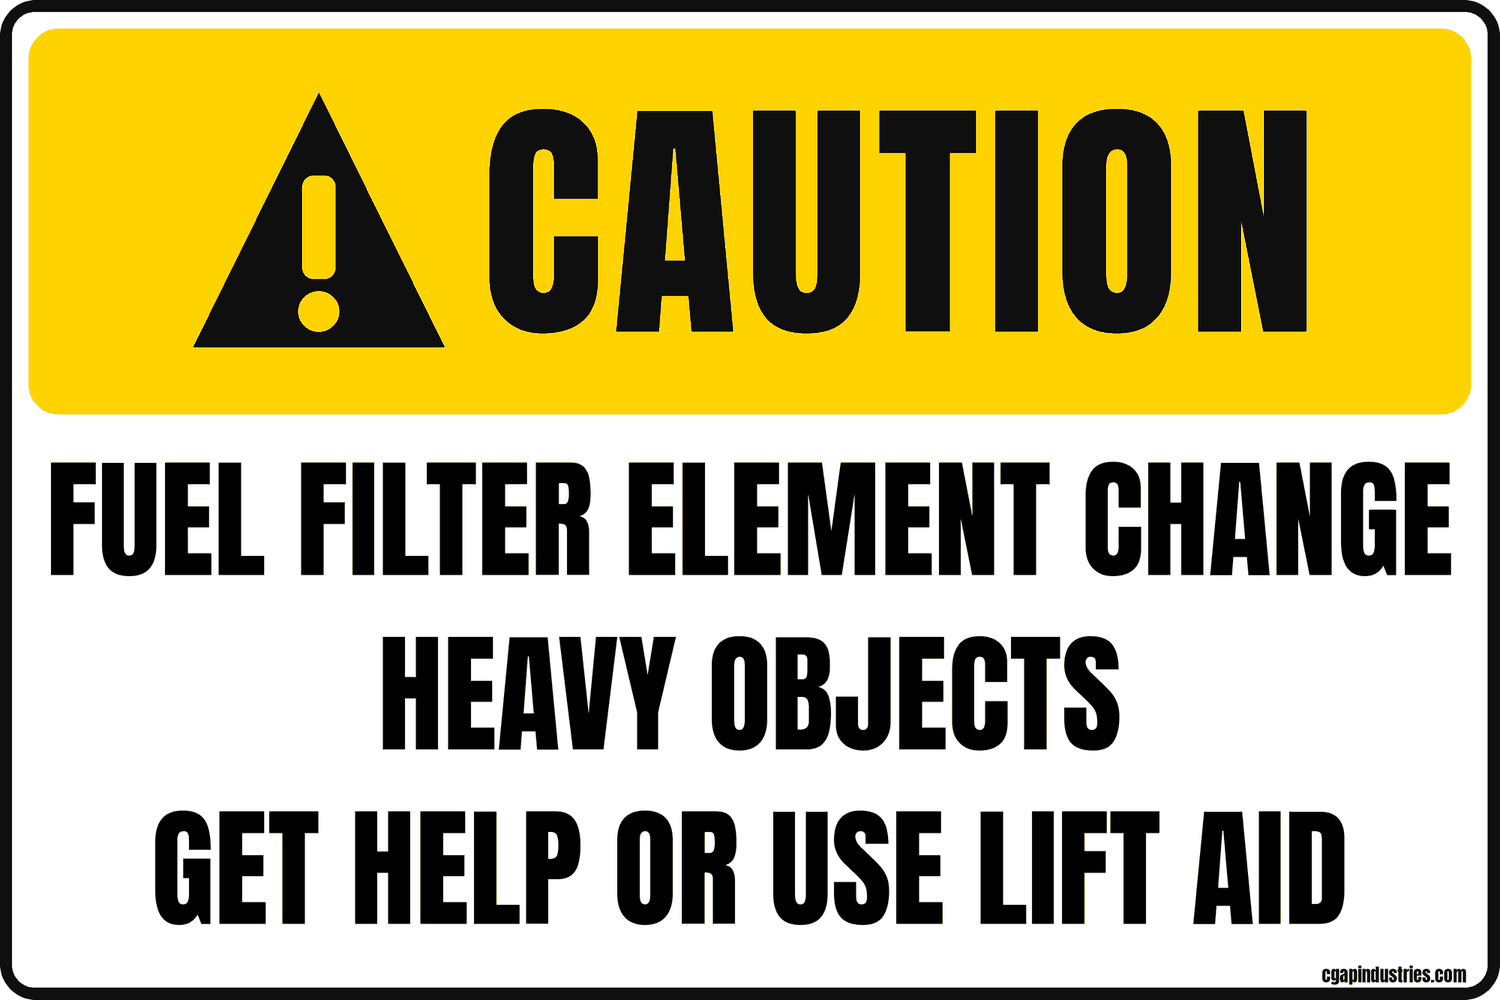 CAUTION
FUEL FILTER ELEMENT CHANGE
HEAVY OBJECTS
GET HELP OR USE LIFT AID
cgapindustries.com